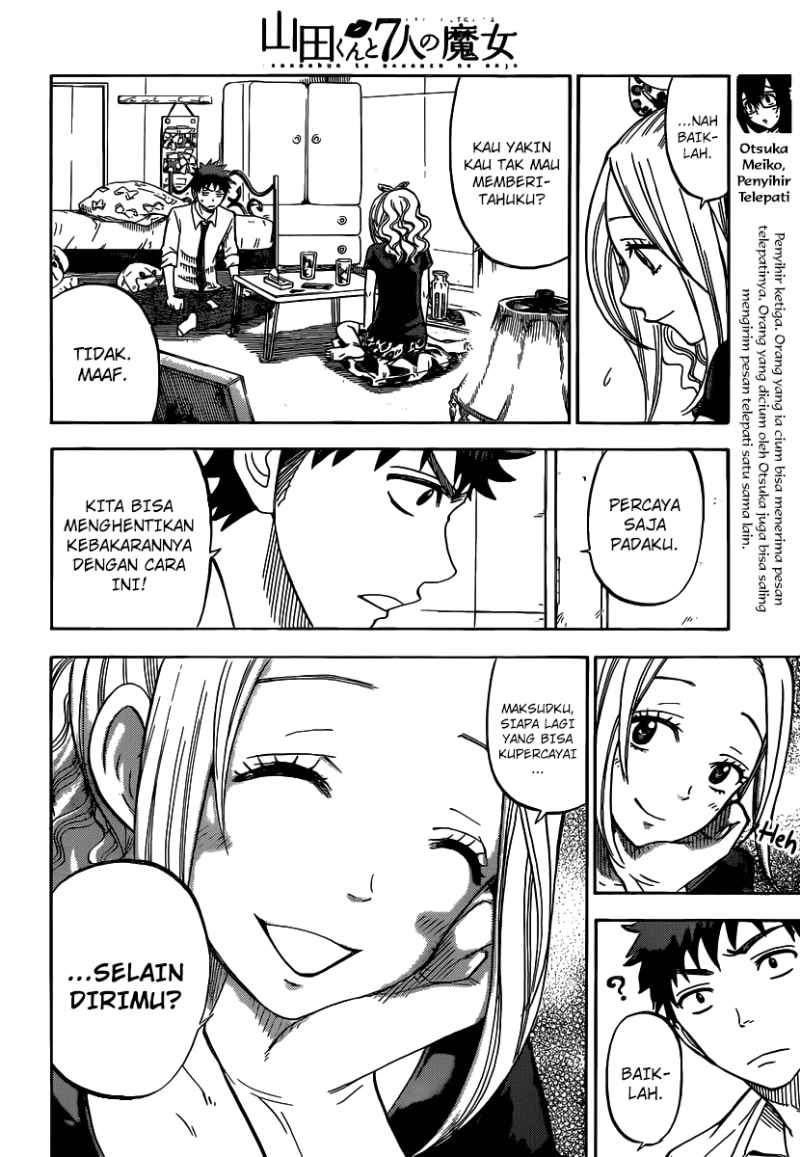 山田くんと7人の魔女
...NAH
BAIK-
LAH.
KAU YAKIN
KAU TAK MAU
MEMBERI-
TAHUKU?
TIDAK.
MAAF.
Otsuka
Meiko,
Penyihir
Telepati
Penyihir ketiga. Orang yang ia cium bisa menerima pesan
telepatinya. Orang yang dicium oleh Otsuka juga bisa saling
mengirim pesan telepati satu sama lain.
PERCAYA
SAJA
PADAKU.
KITA BISA
MENGHENTIKAN
KEBAKARANNYA
DENGAN CARA
INI!
Heh
MAKSUDKU,
SIAPA LAGI
YANG BISA
KUPERCAYAI
...
...SELAIN
DIRIMU?
?
BAIK-
LAH.